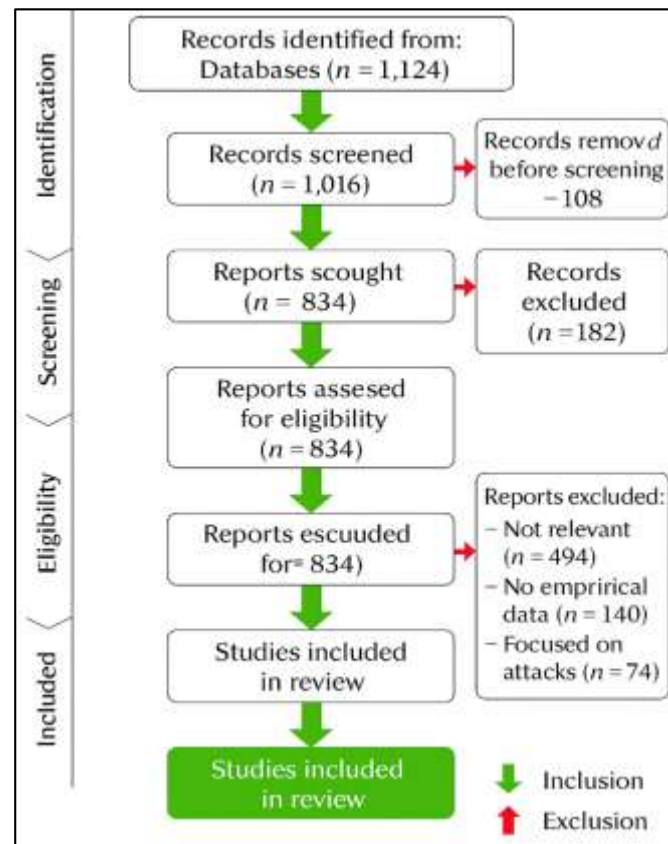 Identification
Records identified from:
Databases (n = 1,124)
Records screened
(n = 1,016)
Records removd
before screening
– 108
Screening
Reports scought
(n = 834)
Records
excluded
(n = 182)
Reports assesed
for eligibility
(n = 834)
Eligibility
Reports escuuded
for= 834)
Reports excluded:
– Not relevant
(n = 494)
– No emprirical
data (n = 140)
– Focused on
attacks (n = 74)
Included
Studies included
in review
Studies included
in review
Inclusion
Exclusion